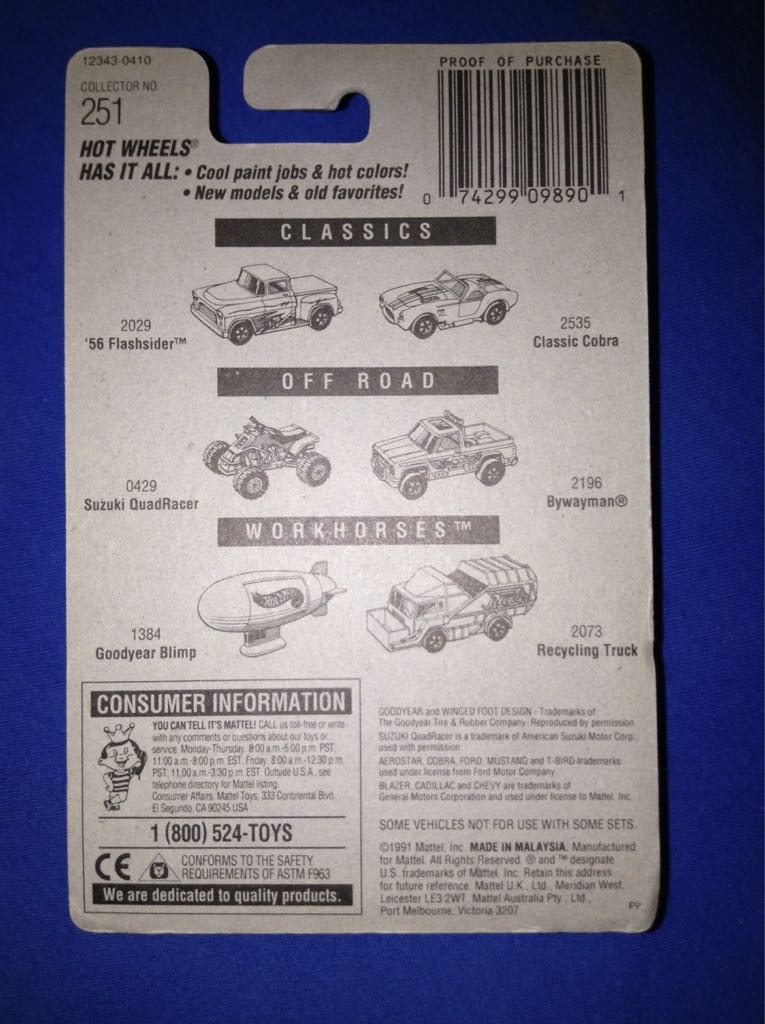 12343-0410
COLLECTOR NO.
251
PROOF OF PURCHASE
0 74299 09890 1
HOT WHEELS®
HAS IT ALL: • Cool paint jobs & hot colors!
• New models & old favorites!
CLASSICS
2029
'56 Flashsider™
2535
Classic Cobra
OFF ROAD
0429
Suzuki QuadRacer
2196
Bywayman®
WORKHORSES™
Hot Wheels
1384
Goodyear Blimp
2073
Recycling Truck
CONSUMER INFORMATION
YOU CAN TELL IT'S MATTEL! CALL us toll-free or write
with any comments or questions about our toys or
service. Monday-Thursday, 8:00 a.m.-5:00 p.m. PST,
11:00 a.m.-8:00 p.m. EST. Friday, 8:00 a.m.-12:30 p.m.
PST, 11:00 a.m.-3:30 p.m. EST. Outside U.S.A., see
telephone directory for Mattel listing.
Consumer Affairs, Mattel Toys, 333 Continental Blvd.,
El Segundo, CA 90245 USA
1 (800) 524-TOYS
CE CONFORMS TO THE SAFETY
REQUIREMENTS OF ASTM F963
We are dedicated to quality products.
GOODYEAR and WINGED FOOT DESIGN - Trademarks of
The Goodyear Tire & Rubber Company. Reproduced by permission.
SUZUKI QuadRacer is a trademark of American Suzuki Motor Corp.,
used with permission.
AEROSTAR, COBRA, FORD, MUSTANG and T-BIRD trademarks
used under license from Ford Motor Company.
BLAZER, CADILLAC and CHEVY are trademarks of
General Motors Corporation and used under license to Mattel, Inc.
SOME VEHICLES NOT FOR USE WITH SOME SETS.
©1991 Mattel, Inc. MADE IN MALAYSIA. Manufactured
for Mattel. All Rights Reserved. ® and ™ designate
U.S. trademarks of Mattel, Inc. Retain this address
for future reference: Mattel U.K., Ltd., Meridian West,
Leicester LE3 2WT. Mattel Australia Pty., Ltd.,
Port Melbourne, Victoria 3207.
PP